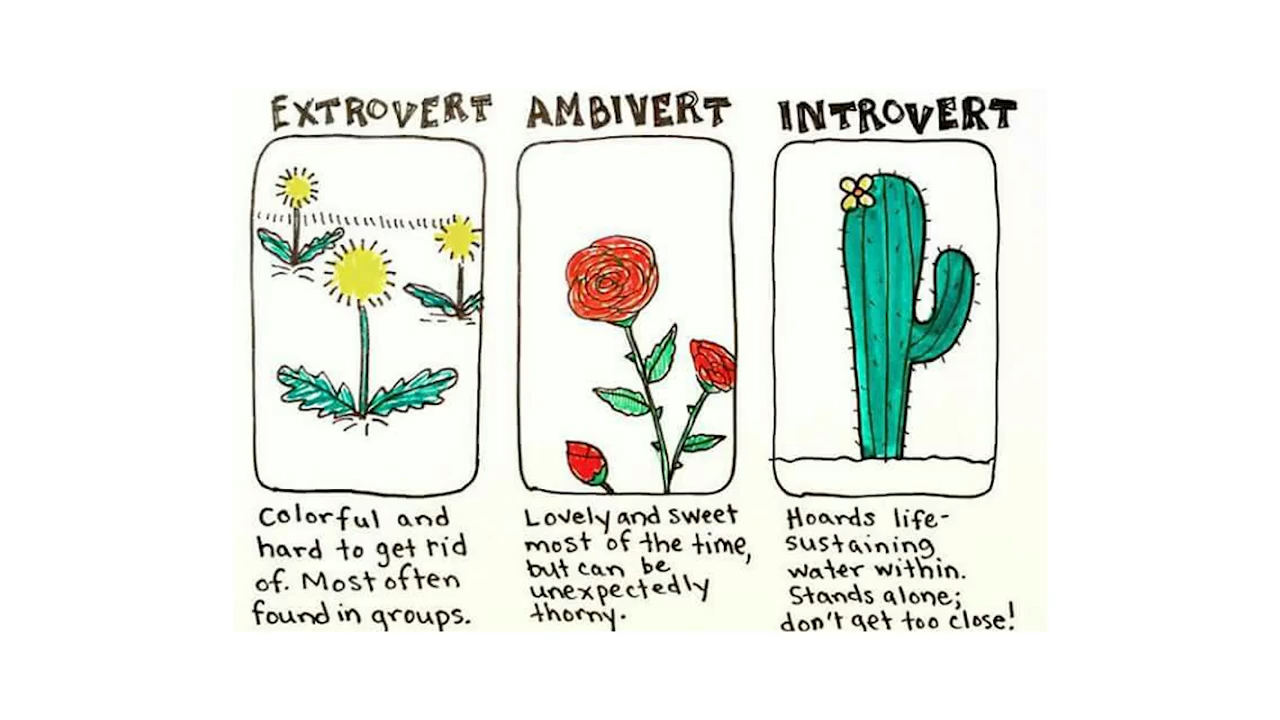 EXTROVERT
Colorful and
hard to get rid
of. Most often
found in groups.
AMBIVERT
Lovely and sweet
most of the time,
but can be
unexpectedly
thorny.
INTROVERT
Hoards life-
sustaining
water within.
Stands alone;
don't get too close!